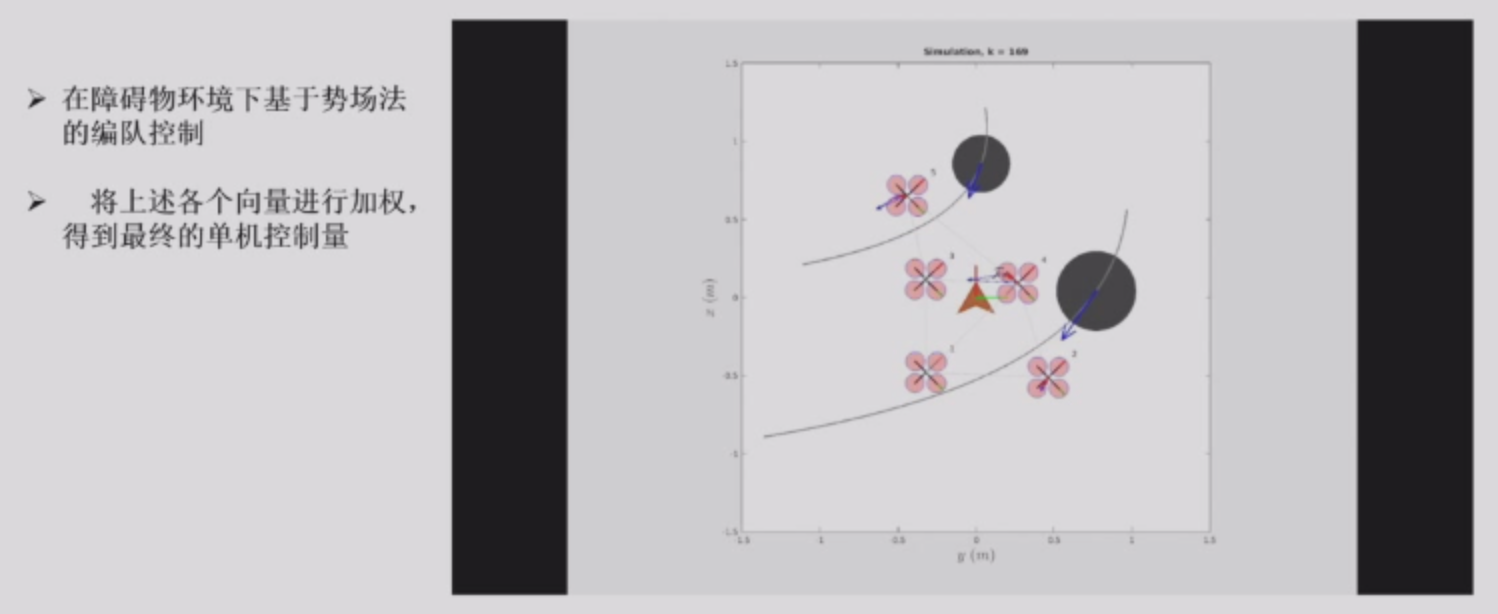 ➢ 在障碍物环境下基于势场法
的编队控制
➢ 将上述各个向量进行加权，
得到最终的单机控制量
Simulation, k = 169
1.5
1
0.5
0
-0.5
-1
-1.5
x (m)
5
3
4
1
2
-1.5
1
-0.5
0
0.5
1
1.5
y (m)